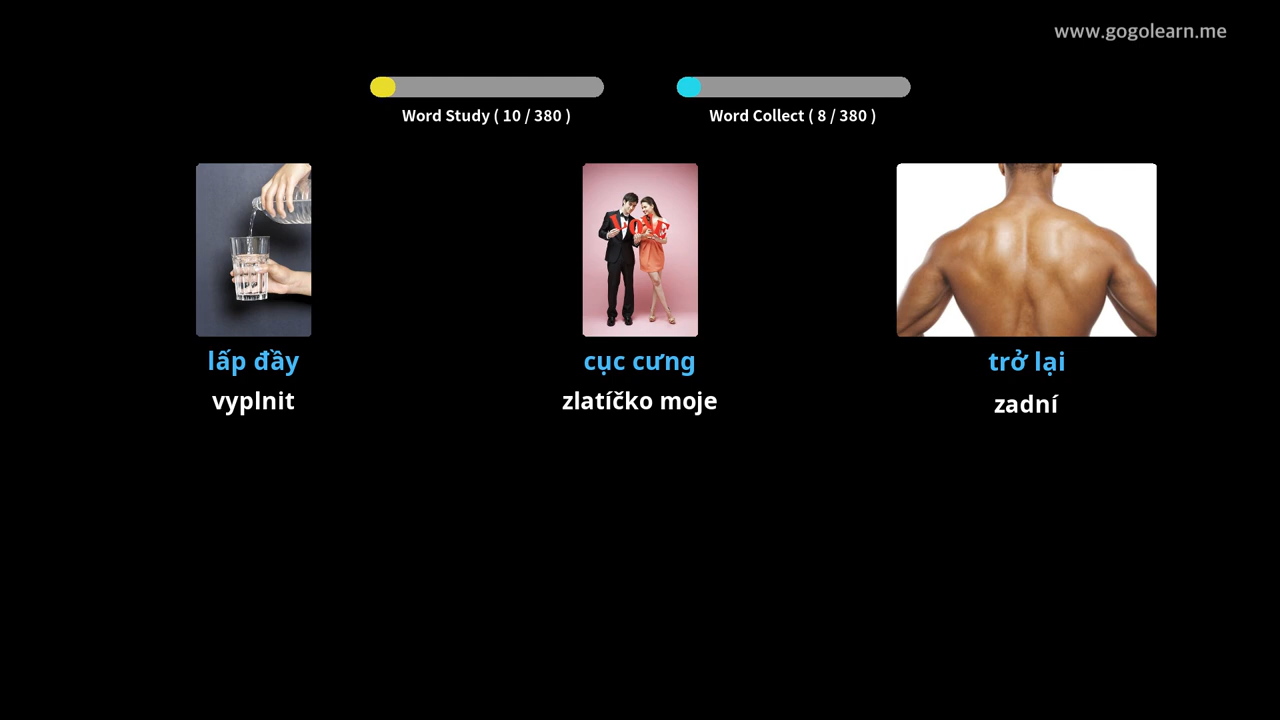 www.gogolearn.me
Word Study ( 10 / 380 )
Word Collect ( 8 / 380 )
LOVE
lấp đầy
cục cưng
trở lại
vyplnit
zlatíčko moje
zadní